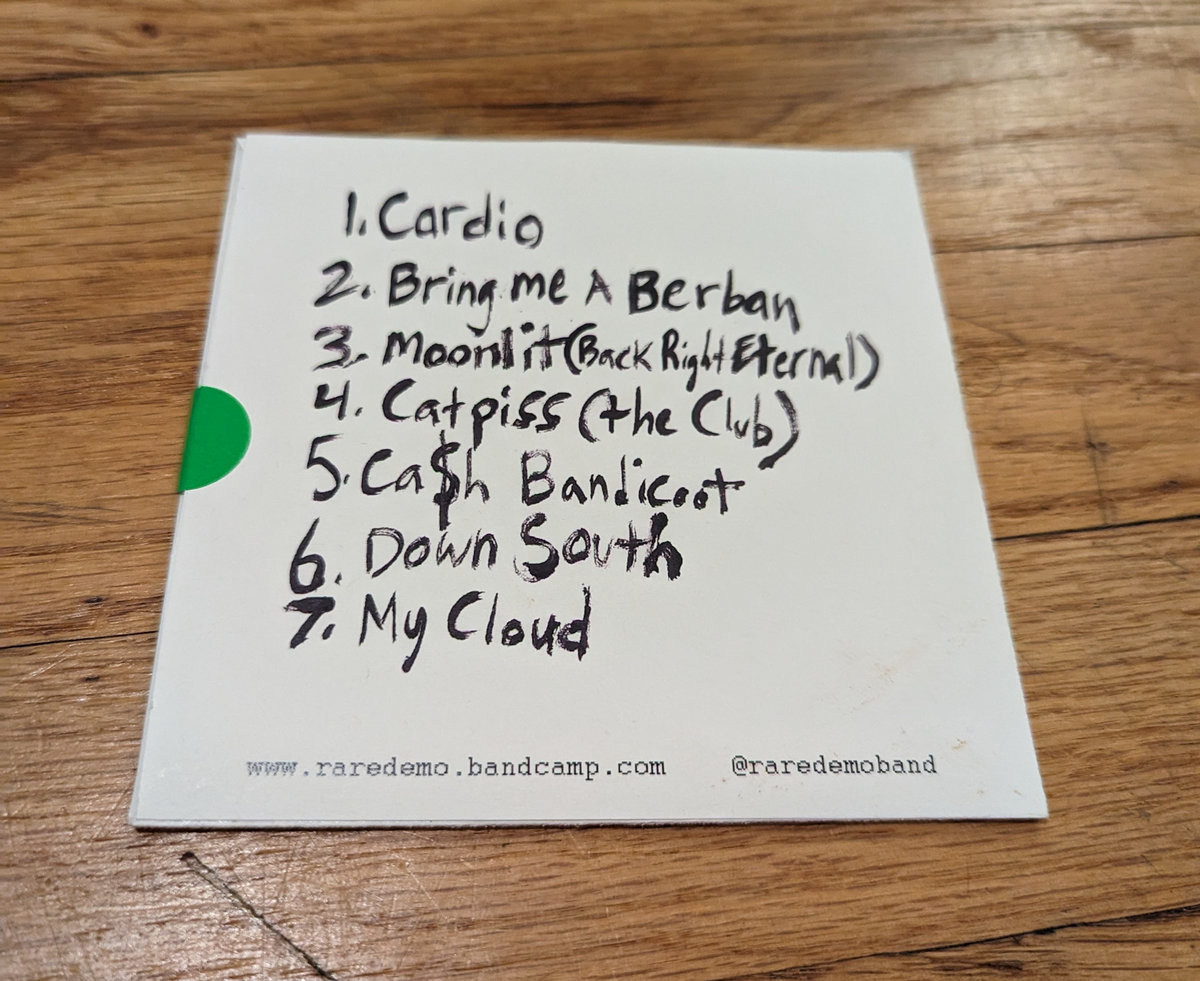 1. Cardio
2. Bring me A Berban
3. Moonlit (Back Right Eternal)
4. Catpiss (the Club)
5. Ca$h Bandicoot
6. Down South
7. My Cloud
www.raredemo.bandcamp.com @raredemoband